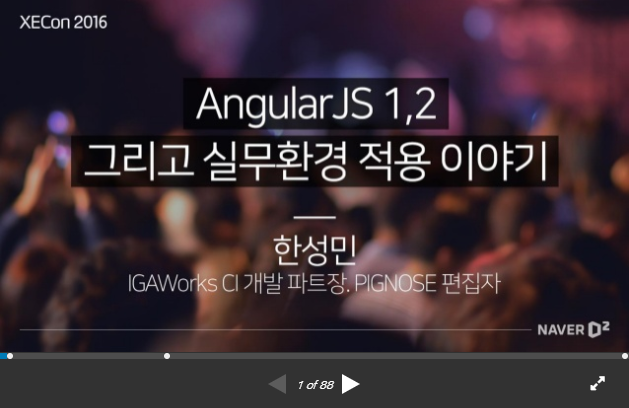 XECon 2016
AngularJS 1,2
그리고 실무환경 적용 이야기
한성민
IGAWorks CI 개발 파트장. PIGNOSE 편집자
NAVER D2
1 of 88